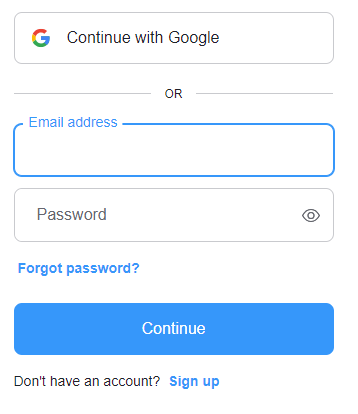 Continue with Google
OR
Email address
Password
Forgot password?
Continue
Don't have an account? Sign up